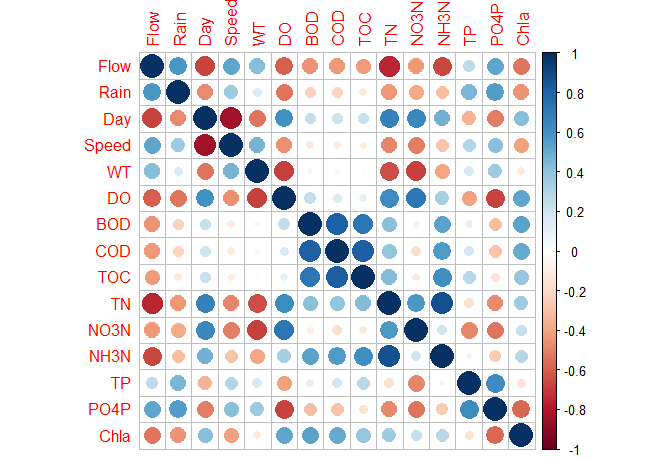 Flow Rain Day Speed WT DO BOD COD TOC TN NO3N NH3N TP PO4P Chla
Flow
Rain
Day
Speed
WT
DO
BOD
COD
TOC
TN
NO3N
NH3N
TP
PO4P
Chla
1
0.8
0.6
0.4
0.2
0
-0.2
-0.4
-0.6
-0.8
-1